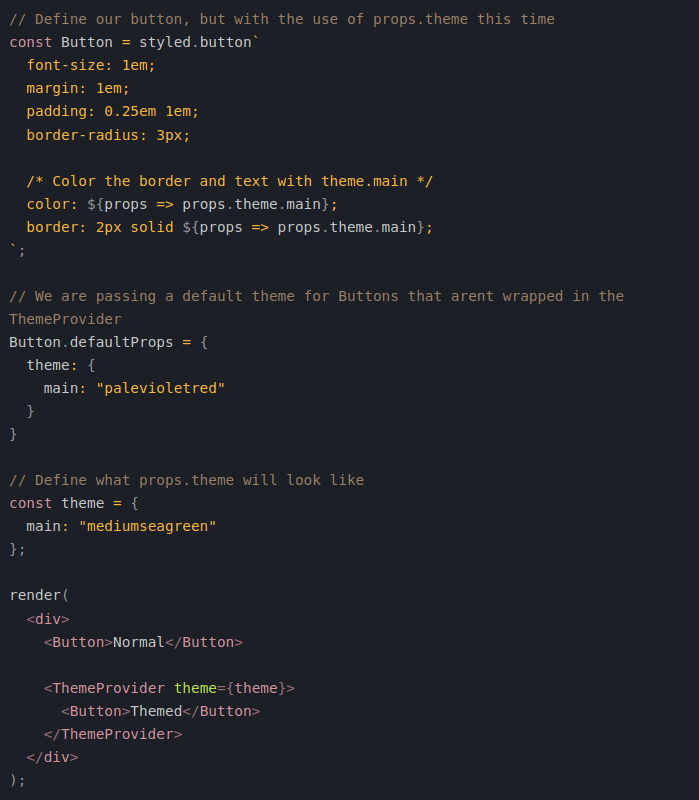 // Define our button, but with the use of props.theme this time
const Button = styled.button`
  font-size: 1em;
  margin: 1em;
  padding: 0.25em 1em;
  border-radius: 3px;

  /* Color the border and text with theme.main */
  color: ${props => props.theme.main};
  border: 2px solid ${props => props.theme.main};
`;

// We are passing a default theme for Buttons that arent wrapped in the
ThemeProvider
Button.defaultProps = {
  theme: {
    main: "palevioletred"
  }
}

// Define what props.theme will look like
const theme = {
  main: "mediumseagreen"
};

render(
  <div>
    <Button>Normal</Button>

    <ThemeProvider theme={theme}>
      <Button>Themed</Button>
    </ThemeProvider>
  </div>
);